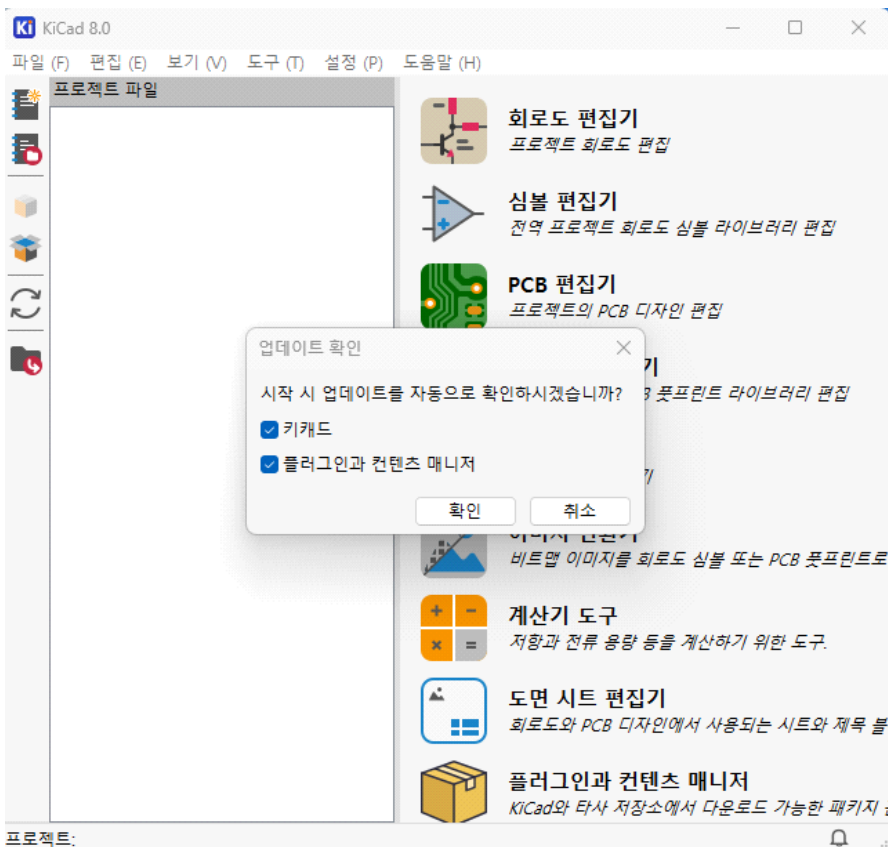 KiCad 8.0
파일 (F) 편집 (E) 보기 (V) 도구 (T) 설정 (P) 도움말 (H)
프로젝트 파일
회로도 편집기
프로젝트 회로도 편집
심볼 편집기
전역 프로젝트 회로도 심볼 라이브러리 편집
PCB 편집기
프로젝트의 PCB 디자인 편집
기
풋프린트 라이브러리 편집
업데이트 확인
시작 시 업데이트를 자동으로 확인하시겠습니까?
키캐드
플러그인과 컨텐츠 매니저
확인 취소
비트맵 이미지를 회로도 심볼 또는 PCB 풋프린트로
계산기 도구
저항과 전류 용량 등을 계산하기 위한 도구.
도면 시트 편집기
회로도와 PCB 디자인에서 사용되는 시트와 제목 블
플러그인과 컨텐츠 매니저
KiCad와 타사 저장소에서 다운로드 가능한 패키지
프로젝트: